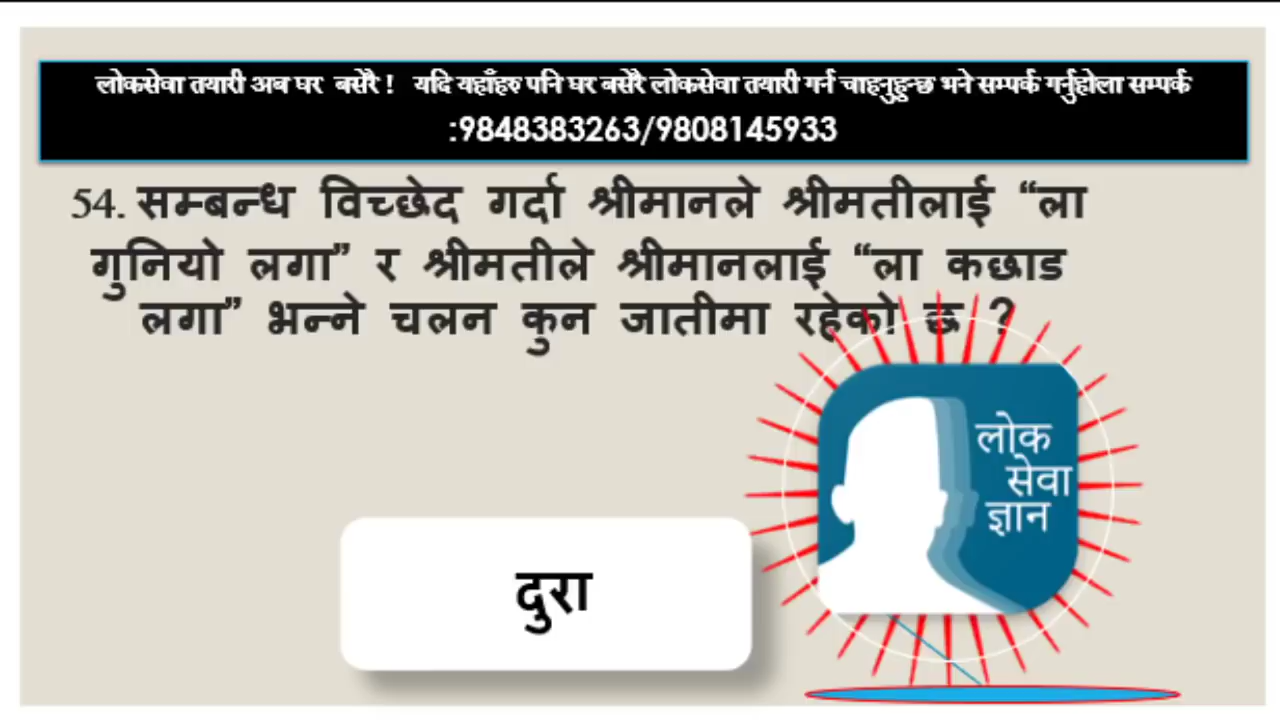 लोकसेवा तयारी अब घर बसेरै ! यदि यहाँहरु पनि घर बसेरै लोकसेवा तयारी गर्न चाहनुहुन्छ भने सम्पर्क गर्नुहोला सम्पर्क
:9848383263/9808145933
54. सम्बन्ध विच्छेद गर्दा श्रीमानले श्रीमतीलाई “ला
गुनियो लगा” र श्रीमतीले श्रीमानलाई “ला कछाड
लगा” भन्ने चलन कुन जातीमा रहेको छ ?
लोक
सेवा
ज्ञान
दुरा